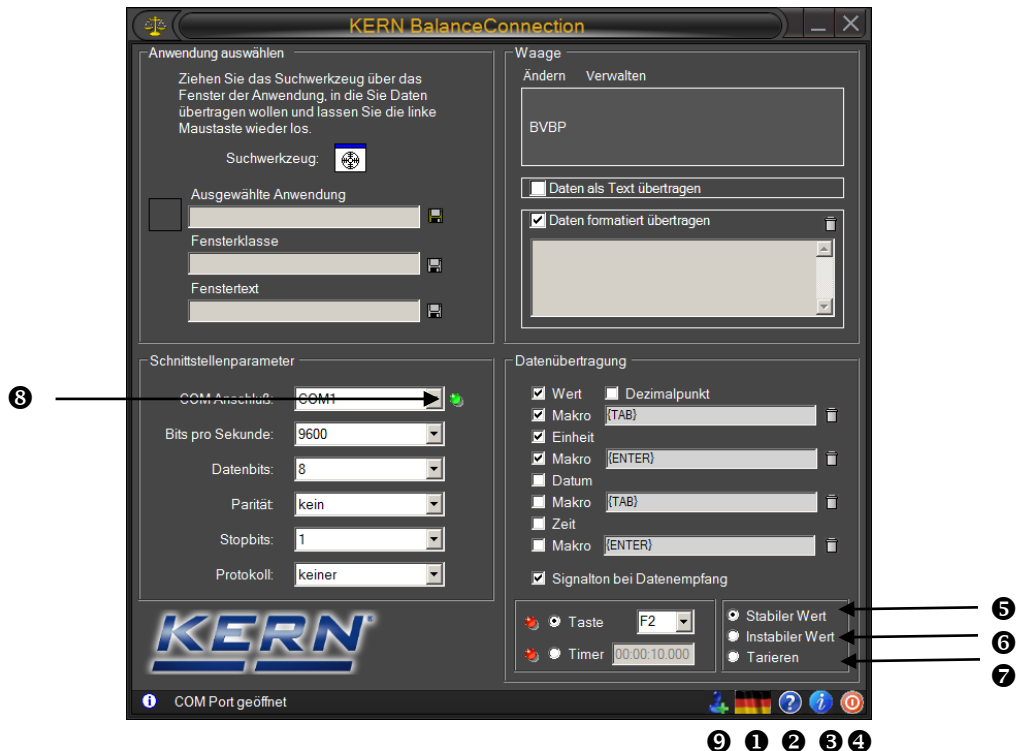 KERN BalanceConnection
Anwendung auswählen
Ziehen Sie das Suchwerkzeug über das
Fenster der Anwendung, in die Sie Daten
übertragen wollen und lassen Sie die linke
Maustaste wieder los.
Suchwerkzeug:
Ausgewählte Anwendung
Fensterklasse
Fenstertext
Waage
Ändern Verwalten
BVBP
Daten als Text übertragen
Daten formatiert übertragen
Schnittstellenparameter
❽
COM Anschluß: COM1
Bits pro Sekunde: 9600
Datenbits: 8
Parität: kein
Stopbits: 1
Protokoll: keiner
KERN
Datenübertragung
Wert Dezimalpunkt
Makro {TAB}
Einheit
Makro {ENTER}
Datum
Makro {TAB}
Zeit
Makro {ENTER}
Signalton bei Datenempfang
Taste F2
Timer 00:00:10.000
Stabiler Wert ❺
Instabiler Wert ❻
Tarieren ❼
COM Port geöffnet
❾ ❶ ❷ ❸ ❹